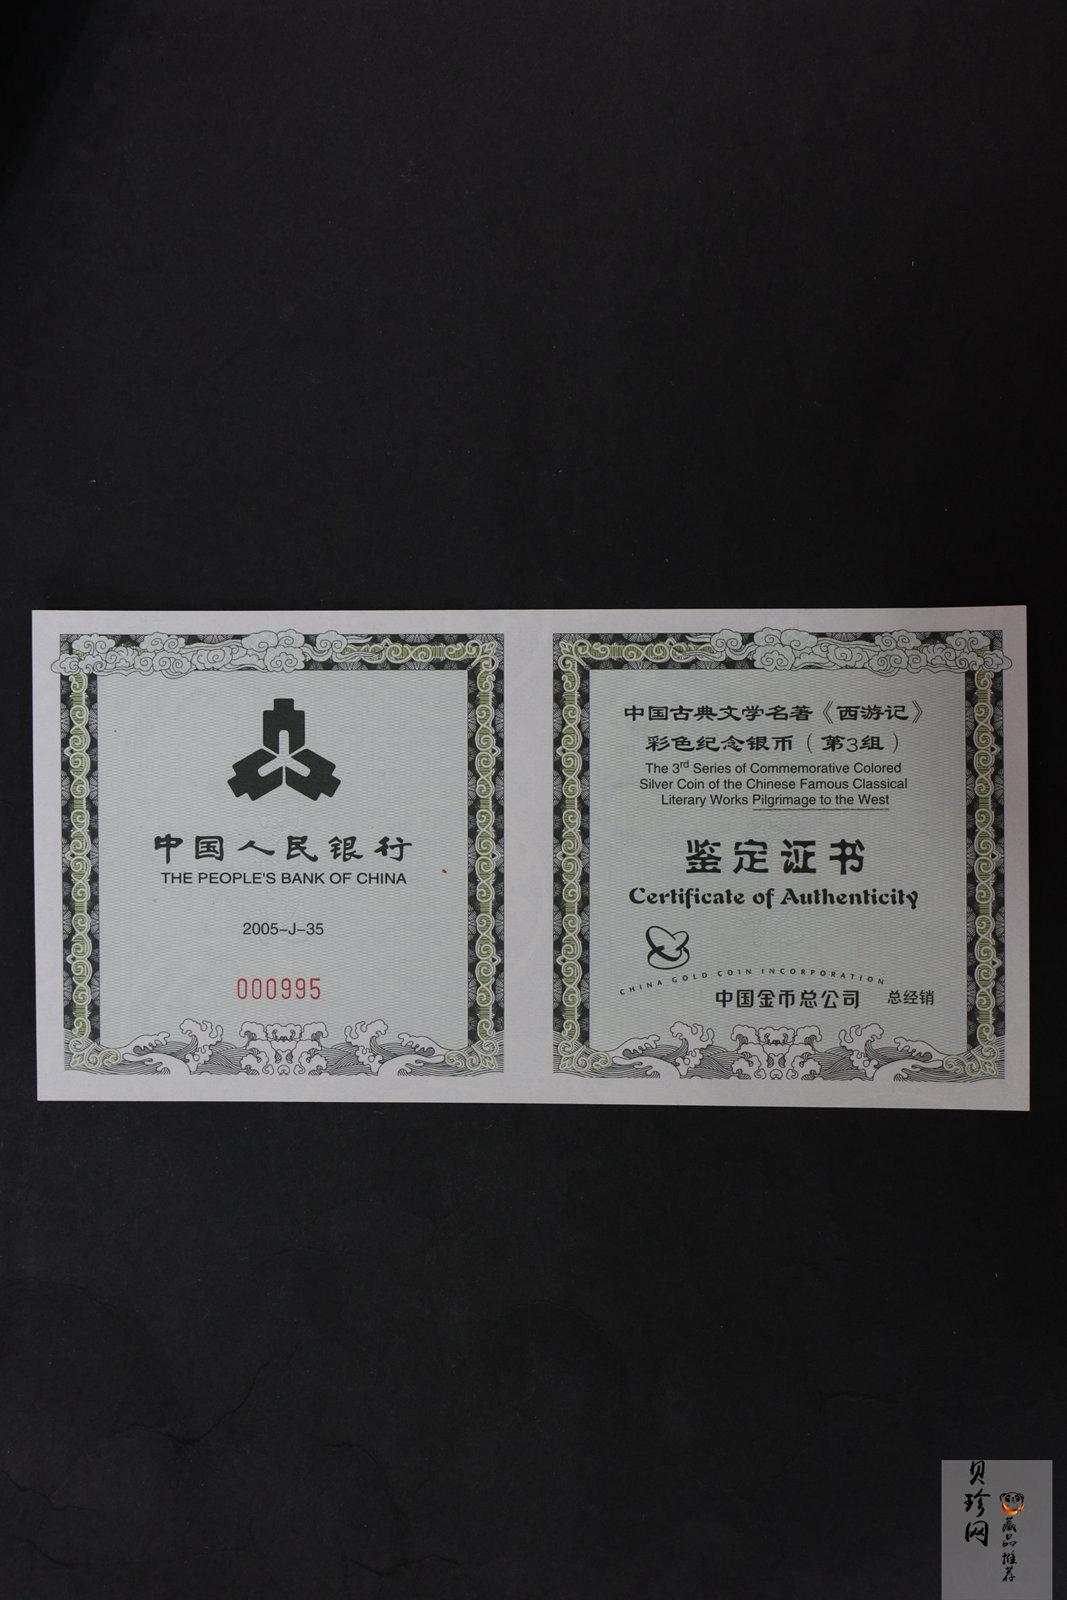 中国人民银行
THE PEOPLE'S BANK OF CHINA
2005-J-35
000995
中国古典文学名著《西游记》
彩色纪念银币（第3组）
The 3rd Series of Commemorative Colored
Silver Coin of the Chinese Famous Classical
Literary Works Pilgrimage to the West
鉴定证书
Certificate of Authenticity
CHINA GOLD COIN INCORPORATION
中国金币总公司 总经销
贝珍网
藏品推荐